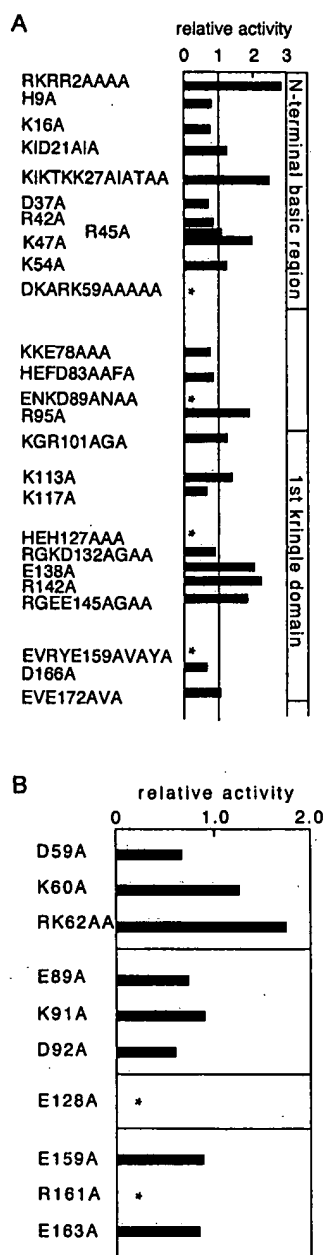 A
relative activity
0 1 2 3
RKRR2AAAA
H9A
K16A
KID21AIA
KIKTKK27AIATAA
D37A
R42A
R45A
K47A
K54A
DKARK59AAAAA
*
KKE78AAA
HEFD83AAFA
ENKD89ANAA
*
R95A
KGR101AGA
K113A
K117A
HEH127AAA
*
RGKD132AGAA
E138A
R142A
RGEE145AGAA
EVRYE159AVAYA
*
D166A
EVE172AVA
N-terminal basic region
1st kringle domain
B
relative activity
0 1.0 2.0
D59A
K60A
RK62AA
E89A
K91A
D92A
E128A *
E159A
R161A *
E163A